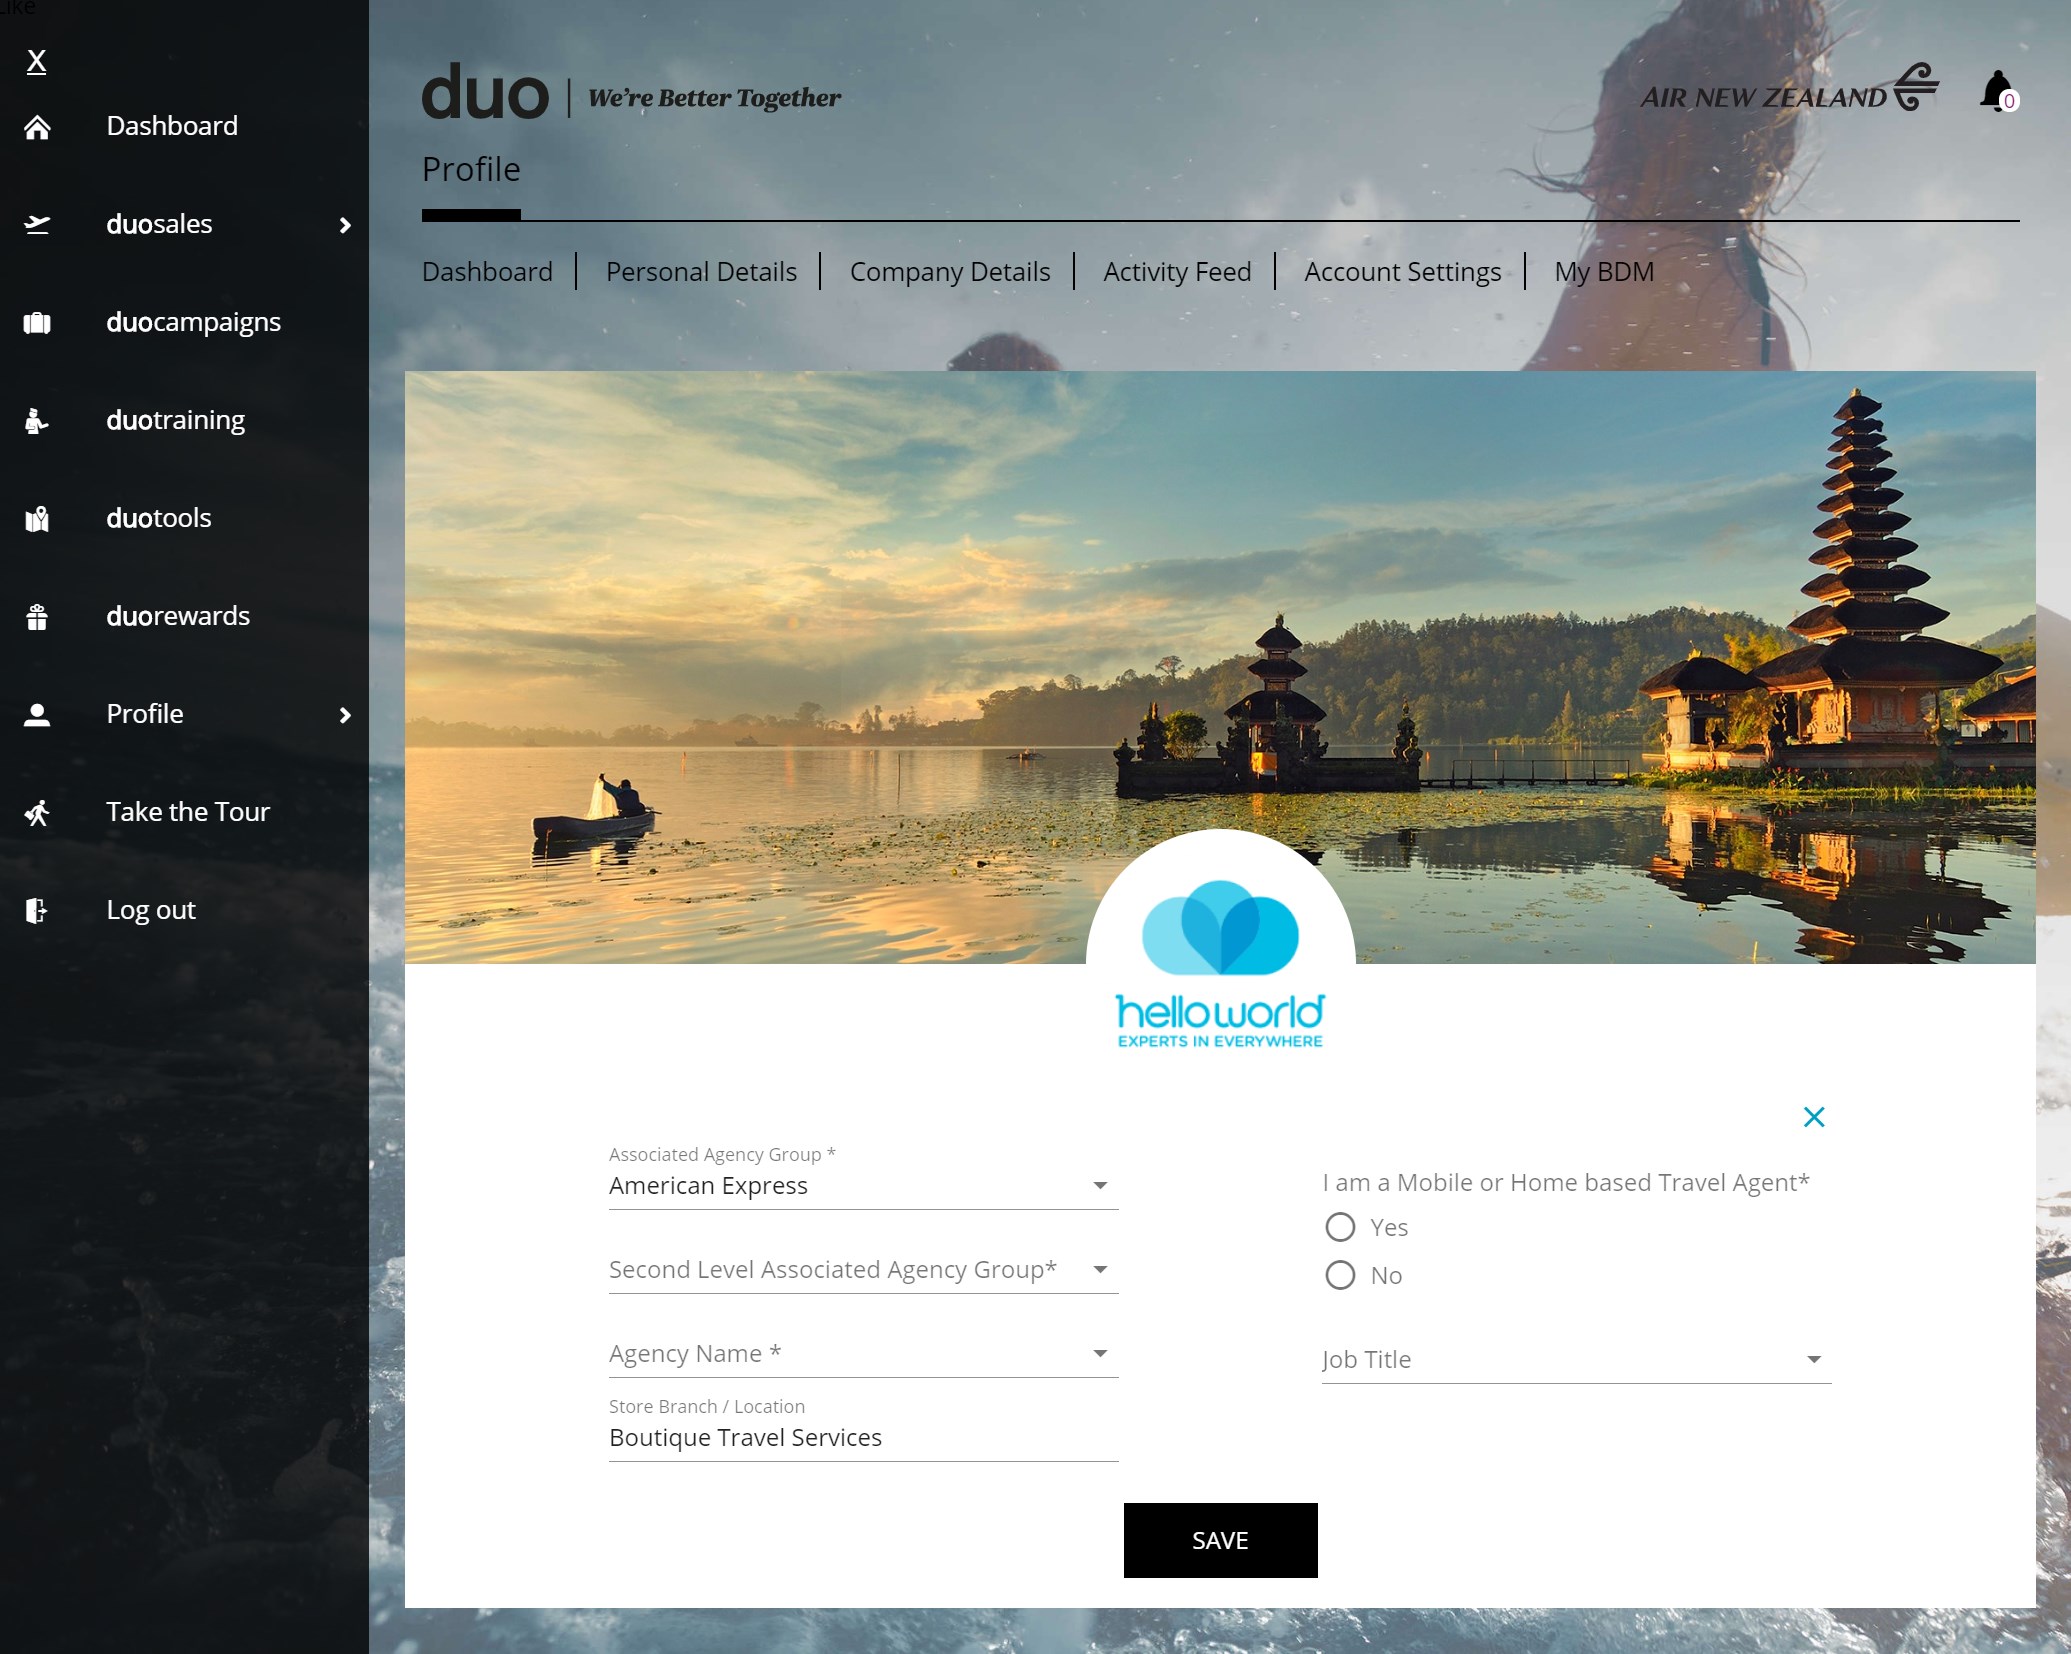 X
Dashboard
duosales
duocampaigns
duotraining
duotools
duorewards
Profile
Take the Tour
Log out
duo | We're Better Together
AIR NEW ZEALAND
0
Profile
Dashboard
Personal Details
Company Details
Activity Feed
Account Settings
My BDM
helloworld
EXPERTS IN EVERYWHERE
Associated Agency Group *
American Express
Second Level Associated Agency Group*
Agency Name *
Store Branch / Location
Boutique Travel Services
I am a Mobile or Home based Travel Agent*
Yes
No
Job Title
SAVE